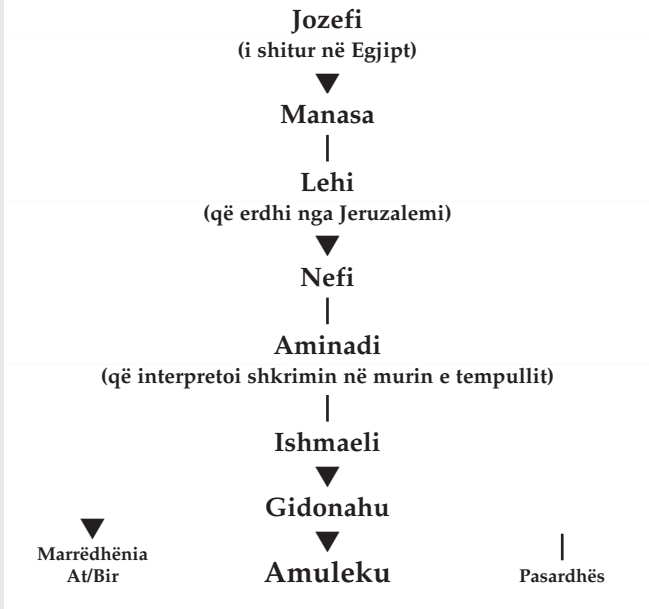 Jozefi
(i shitur në Egjipt)
Manasa
Lehi
(që erdhi nga Jeruzalemi)
Nefi
Aminadi
(që interpretoi shkrimin në murin e tempullit)
Ishmaeli
Gidonahu
Amuleku
Marrëdhënia
At/Bir
Pasardhës